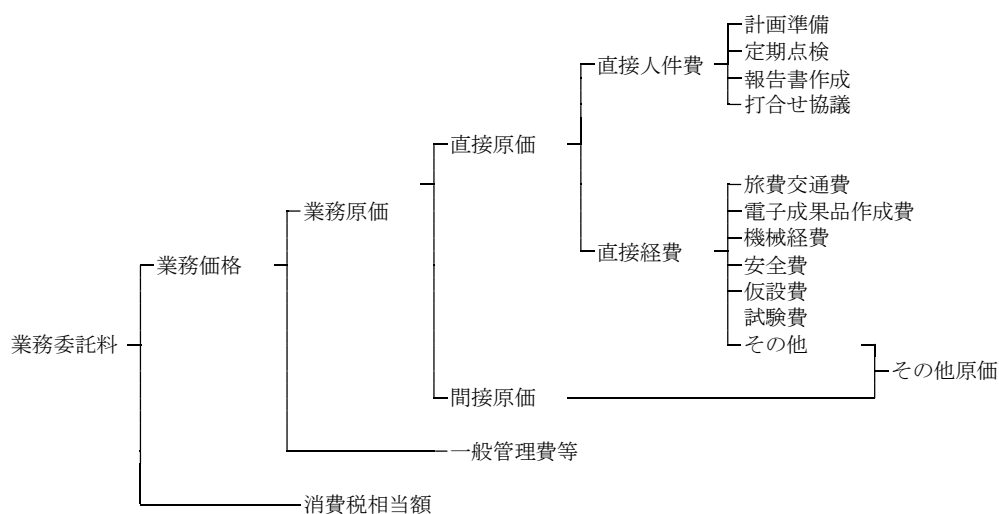 計画準備
直接人件費
定期点検
報告書作成
打合せ協議
直接原価
旅費交通費
業務原価
電子成果品作成費
機械経費
直接経費
業務価格
安全費
仮設費
試験費
業務委託料
その他
その他原価
間接原価
一般管理費等
消費税相当額